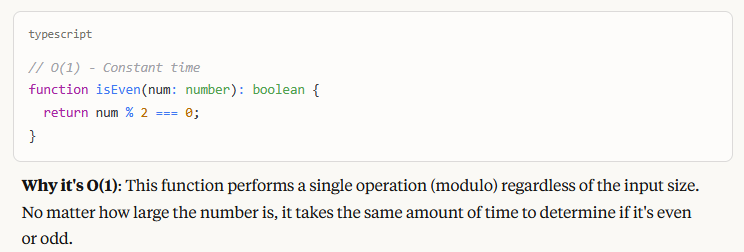 typescript
// O(1) - Constant time
function isEven(num: number): boolean {
  return num % 2 === 0;
}
Why it's O(1): This function performs a single operation (modulo) regardless of the input size.
No matter how large the number is, it takes the same amount of time to determine if it's even
or odd.